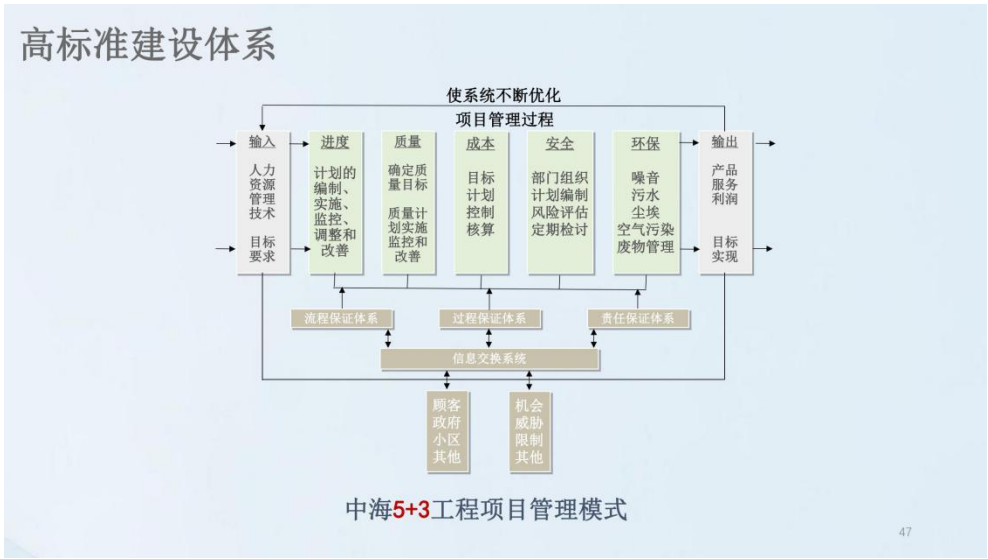 高标准建设体系
使系统不断优化
项目管理过程
输入
人力
资源
管理
技术
目标
要求
进度
计划的
编制、
实施、
监控、
调整和
改善
质量
确定质
量目标
质量计
划实施
监控和
改善
成本
目标
计划
控制
核算
安全
部门组织
计划编制
风险评估
定期检讨
环保
噪音
污水
尘埃
空气污染
废物管理
输出
产品
服务
利润
目标
实现
流程保证体系
过程保证体系
责任保证体系
信息交换系统
顾客
政府
小区
其他
机会
威胁
限制
其他
中海5+3工程项目管理模式
47